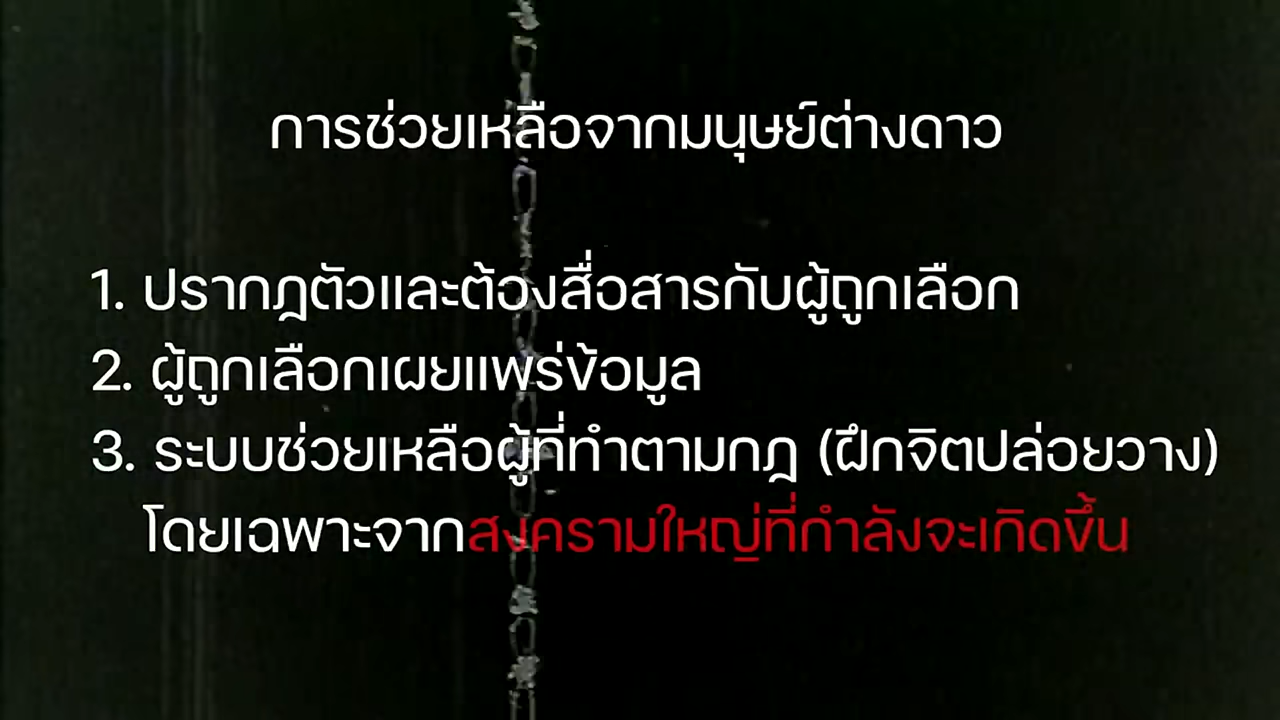 การช่วยเหลือจากมนุษย์ต่างดาว
1. ปรากฎตัวและต้องสื่อสารกับผู้ถูกเลือก
2. ผู้ถูกเลือกเผยแพร่ข้อมูล
3. ระบบช่วยเหลือผู้ที่ทำตามกฎ (ฝึกจิตปล่อยวาง)
โดยเฉพาะจากสงครามใหญ่ที่กำลังจะเกิดขึ้น